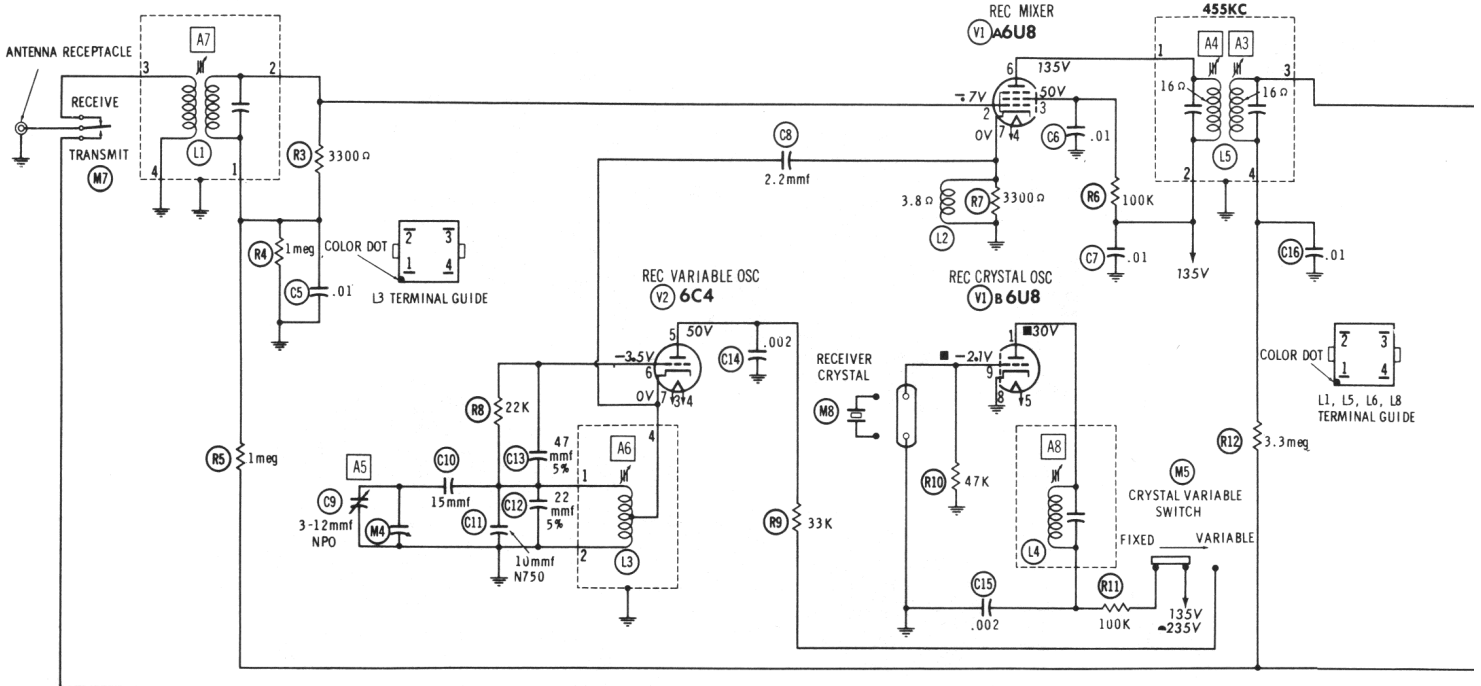 REC MIXER
V1 A6U8
455KC
A7
A4
A3
ANTENNA RECEPTACLE
3
2
6
135V
1
3
RECEIVE
50V
-.7V
3
2
16Ω
16Ω
0V
7
4
C6
.01
TRANSMIT
M7
4
L1
1
R3
3300Ω
C8
2.2mmf
R6
100K
2
L5
4
3.8Ω
R7
3300Ω
L2
R4
1meg
COLOR DOT
2
3
1
4
L3 TERMINAL GUIDE
C5
.01
C7
.01
135V
C16
.01
REC VARIABLE OSC
V2 6C4
REC CRYSTAL OSC
V1 B 6U8
5
50V
C14
.002
1
■30V
-3.5V
6
0V
7
3
4
RECEIVER
CRYSTAL
M8
■ -2.1V
9
8
5
2
3
COLOR DOT
1
4
L1, L5, L6, L8
TERMINAL GUIDE
R8
22K
4
R5
1meg
A5
C10
15mmf
C13
47
mmf
5%
A6
1
A8
R12
3.3meg
R10
47K
M5
CRYSTAL VARIABLE
SWITCH
C9
3-12mmf
NPO
M4
C11
C12
22
mmf
5%
R9
33K
2
L3
10mmf
N750
L4
FIXED
VARIABLE
C15
.002
R11
100K
135V
235V